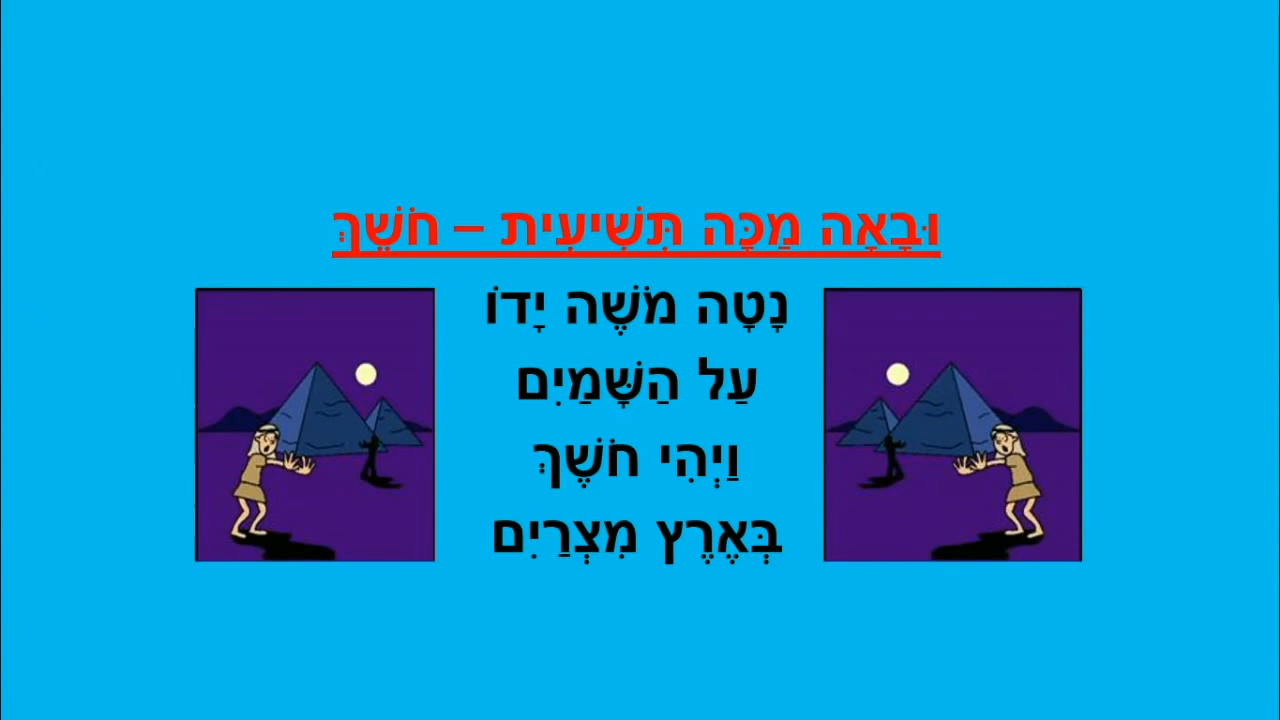 וּבָאָה מַכָּה תְּשִׁיעִית – חֹשֶׁךְ
נָטָה מֹשֶׁה יָדוֹ
עַל הַשָּׁמַיִם
וַיְהִי חֹשֶׁךְ
בְּאֶרֶץ מִצְרַיִם